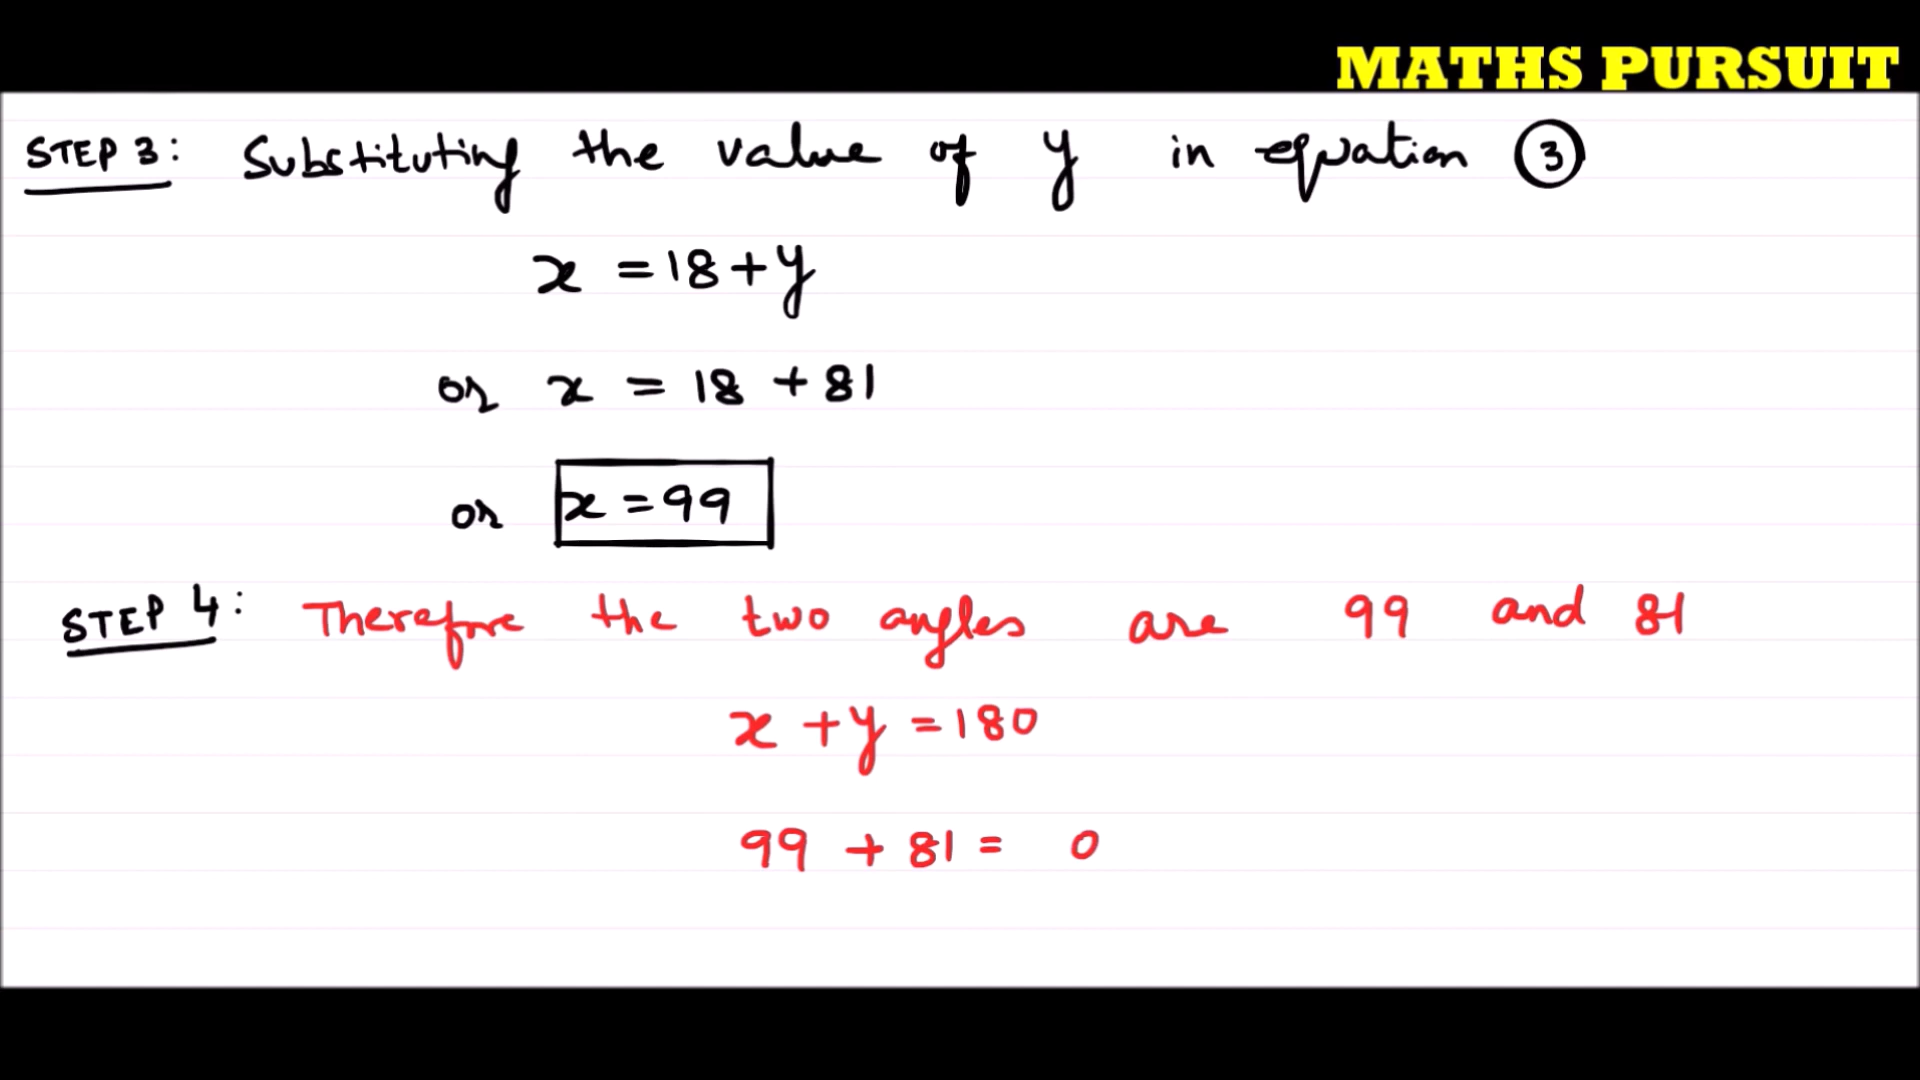 MATHS PURSUIT
STEP 3: Substituting the value of y in equation ③
x = 18 + y
or x = 18 + 81
or x = 99
STEP 4: Therefore the two angles are 99 and 81
x + y = 180
99 + 81 = 0